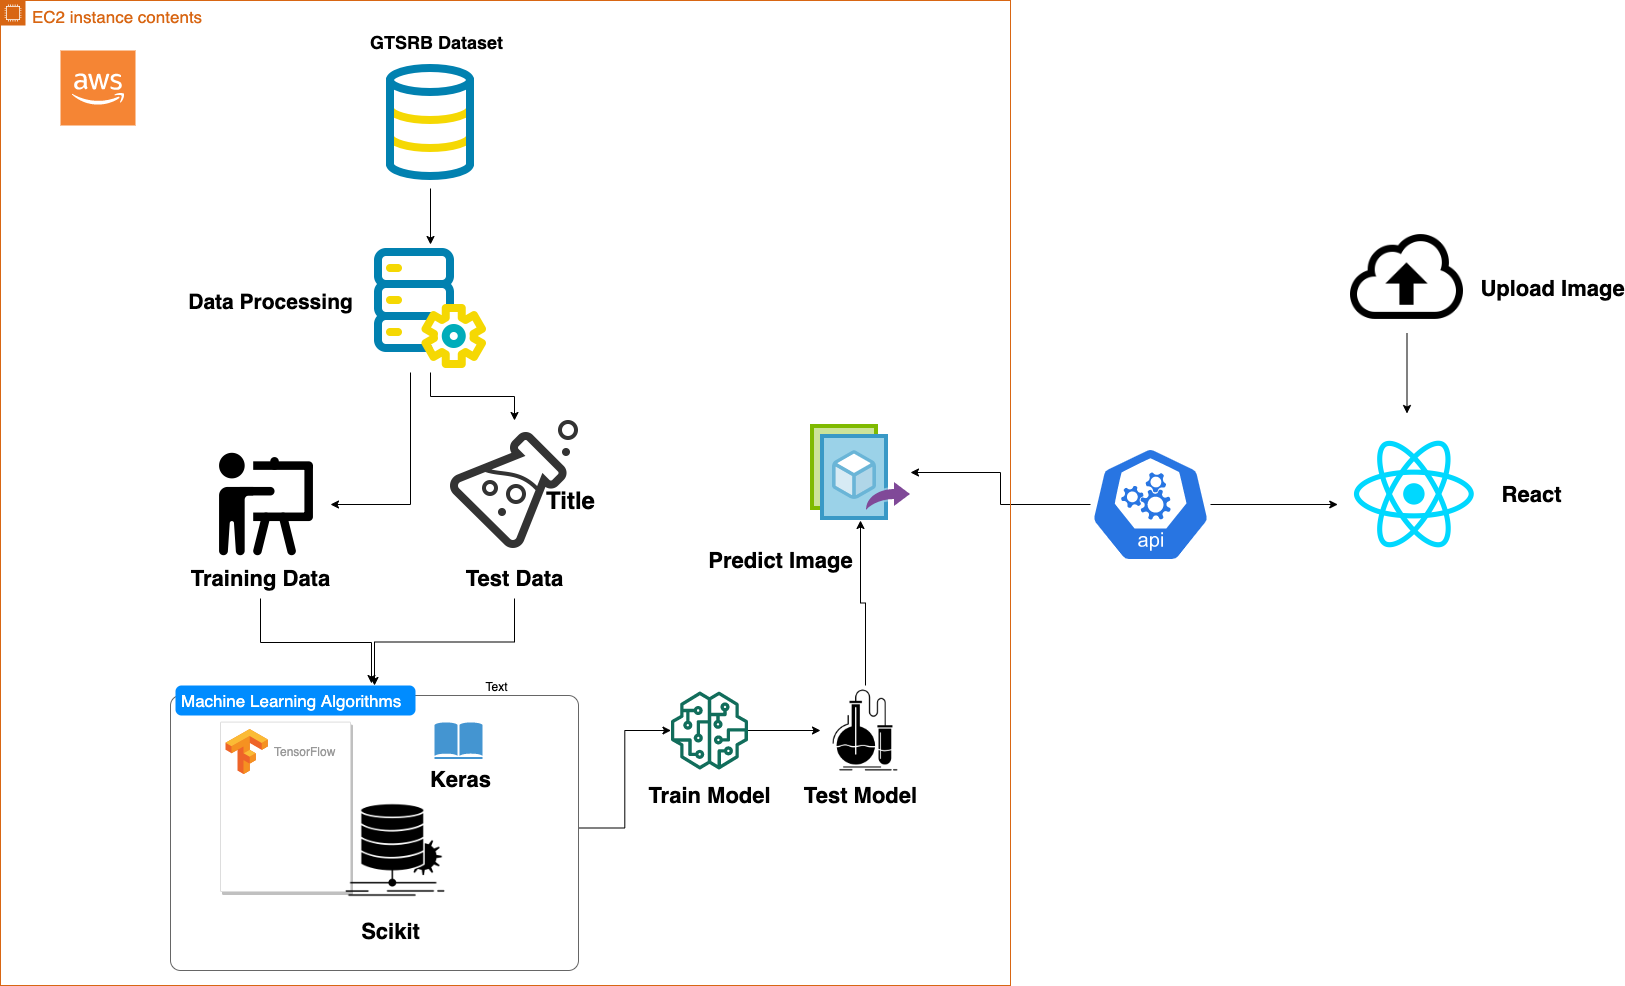 EC2 instance contents
aws
GTSRB Dataset
Data Processing
Upload Image
Title
React
api
Training Data
Test Data
Predict Image
Text
Machine Learning Algorithms
TensorFlow
Keras
Train Model
Test Model
Scikit